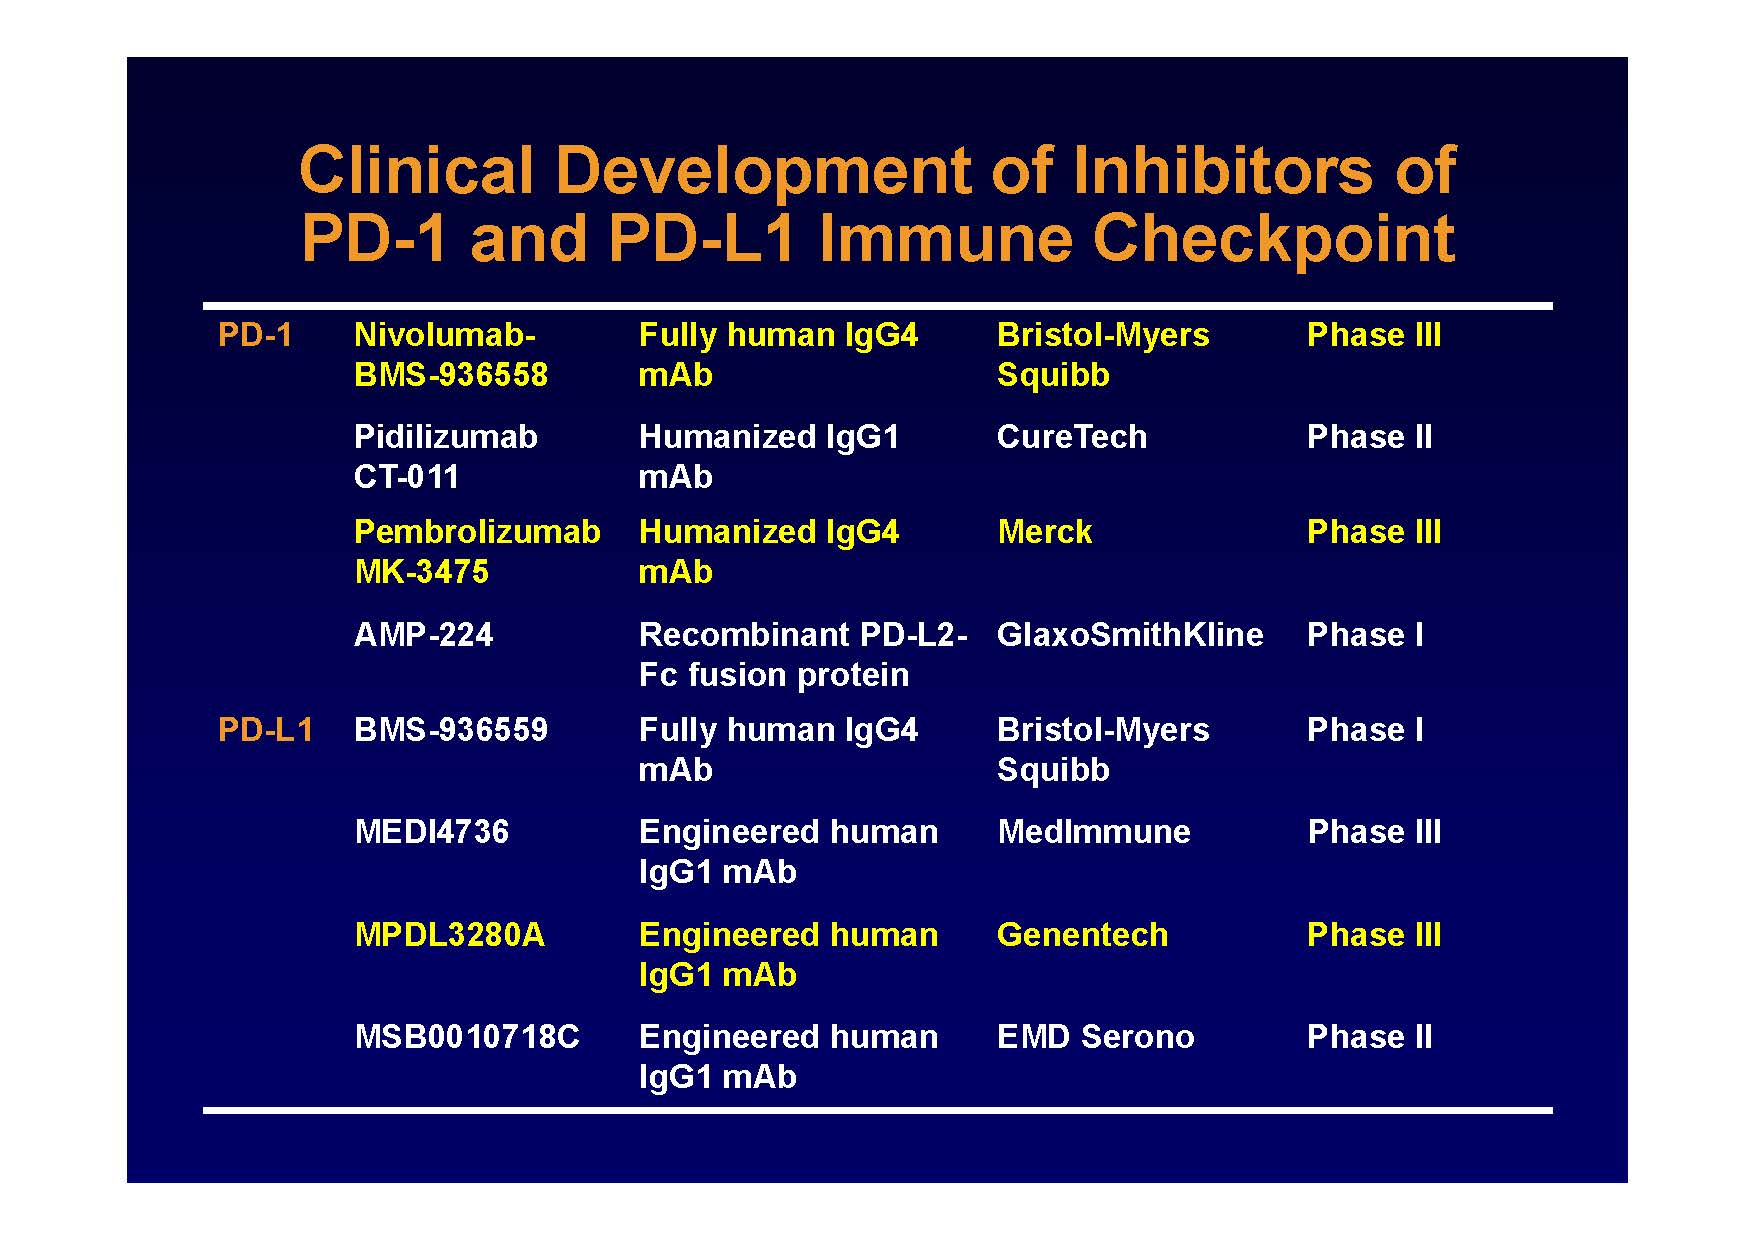 Clinical Development of Inhibitors of
PD-1 and PD-L1 Immune Checkpoint
PD-1 Nivolumab- Fully human IgG4 Bristol-Myers Phase III
BMS-936558 mAb Squibb
Pidilizumab Humanized IgG1 CureTech Phase II
CT-011 mAb
Pembrolizumab Humanized IgG4 Merck Phase III
MK-3475 mAb
AMP-224 Recombinant PD-L2- GlaxoSmithKline Phase I
Fc fusion protein
PD-L1 BMS-936559 Fully human IgG4 Bristol-Myers Phase I
mAb Squibb
MEDI4736 Engineered human MedImmune Phase III
IgG1 mAb
MPDL3280A Engineered human Genentech Phase III
IgG1 mAb
MSB0010718C Engineered human EMD Serono Phase II
IgG1 mAb